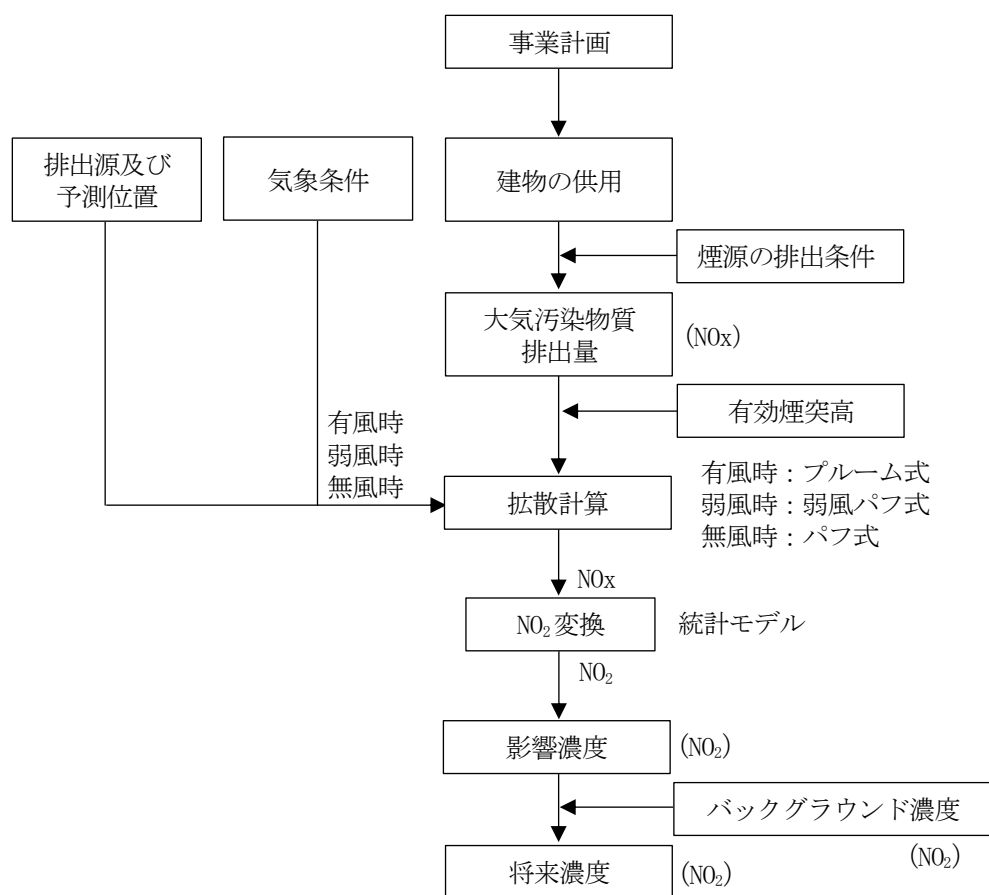 事業計画
排出源及び
予測位置
気象条件
建物の供用
煙源の排出条件
大気汚染物質
排出量
(NOx)
有効煙突高
有風時
弱風時
無風時
拡散計算
有風時：プルーム式
弱風時：弱風パフ式
無風時：パフ式
NOx
NO₂変換
統計モデル
NO₂
影響濃度
(NO₂)
バックグラウンド濃度
(NO₂)
将来濃度
(NO₂)